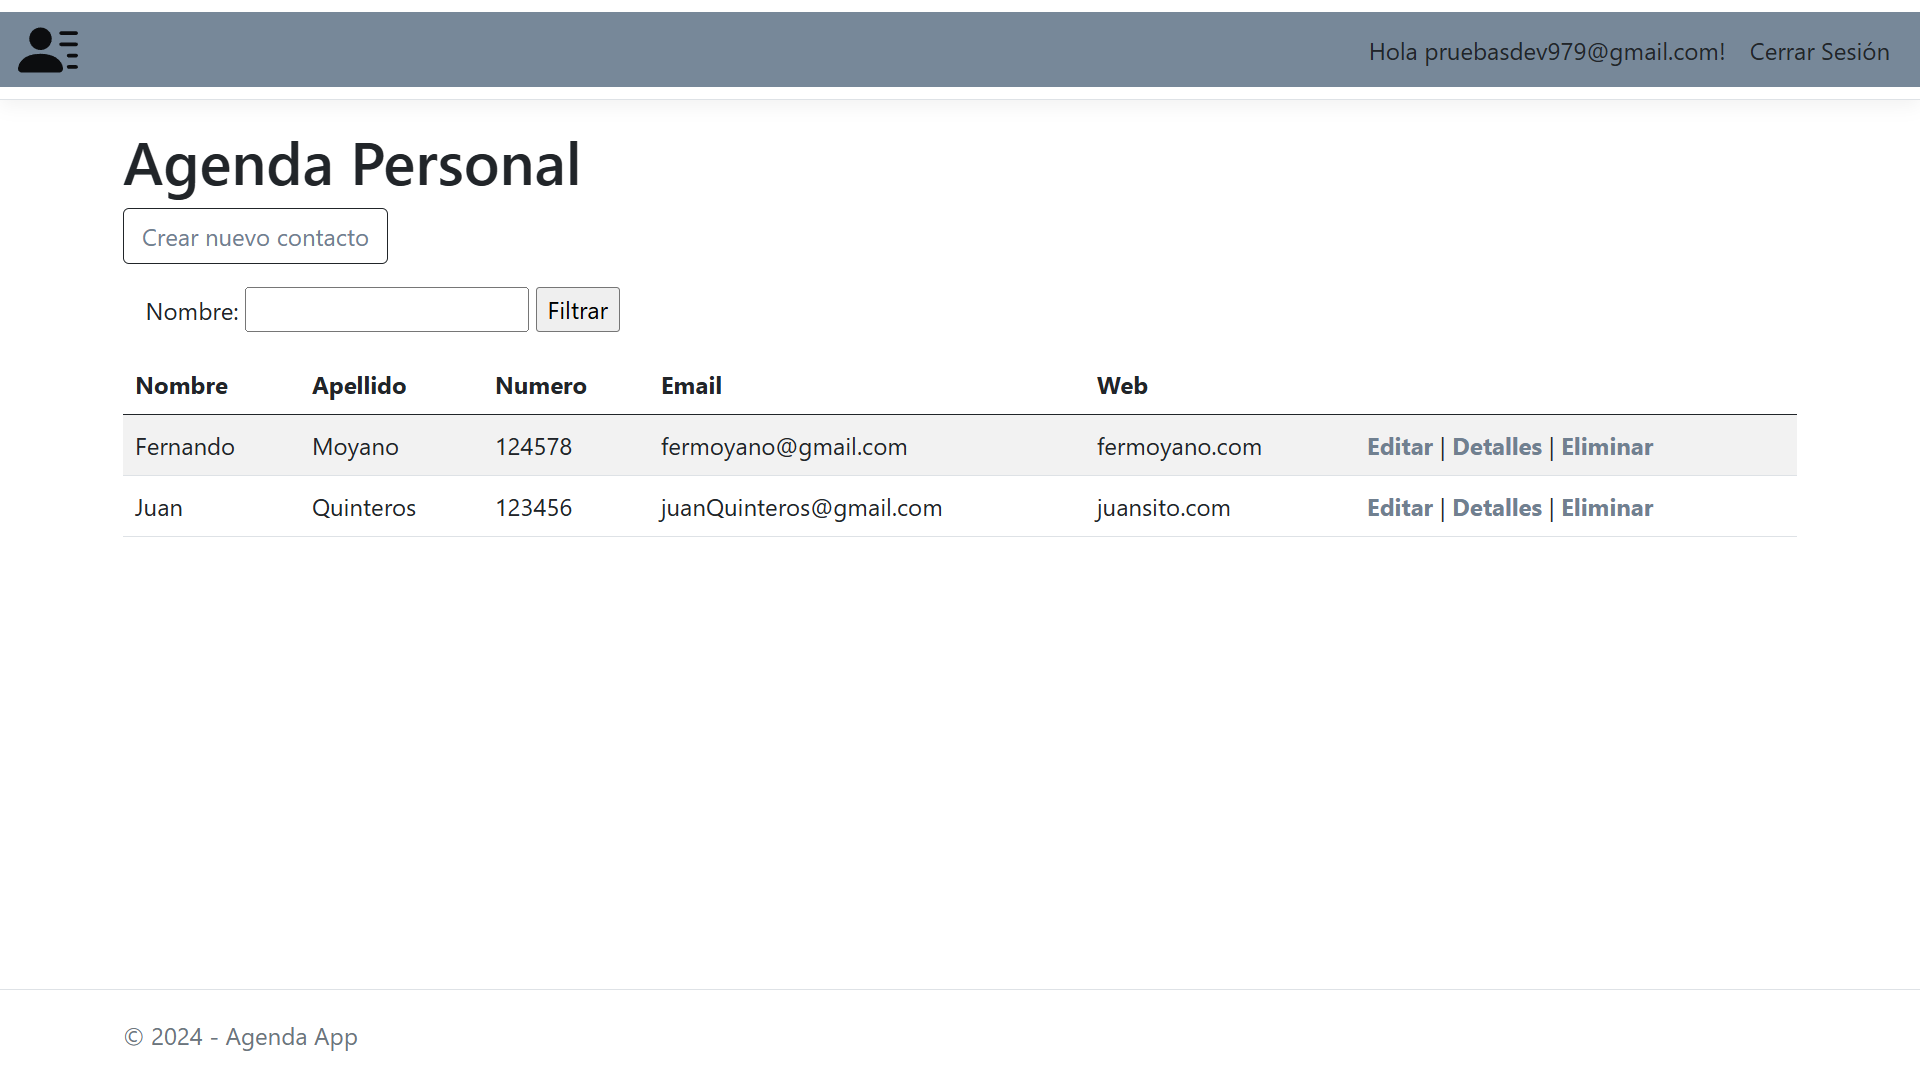 Hola pruebasdev979@gmail.com! Cerrar Sesión
Agenda Personal
Crear nuevo contacto
Nombre: Filtrar
Nombre Apellido Numero Email Web
Fernando Moyano 124578 fermoyano@gmail.com fermoyano.com Editar | Detalles | Eliminar
Juan Quinteros 123456 juanQuinteros@gmail.com juansito.com Editar | Detalles | Eliminar
© 2024 - Agenda App